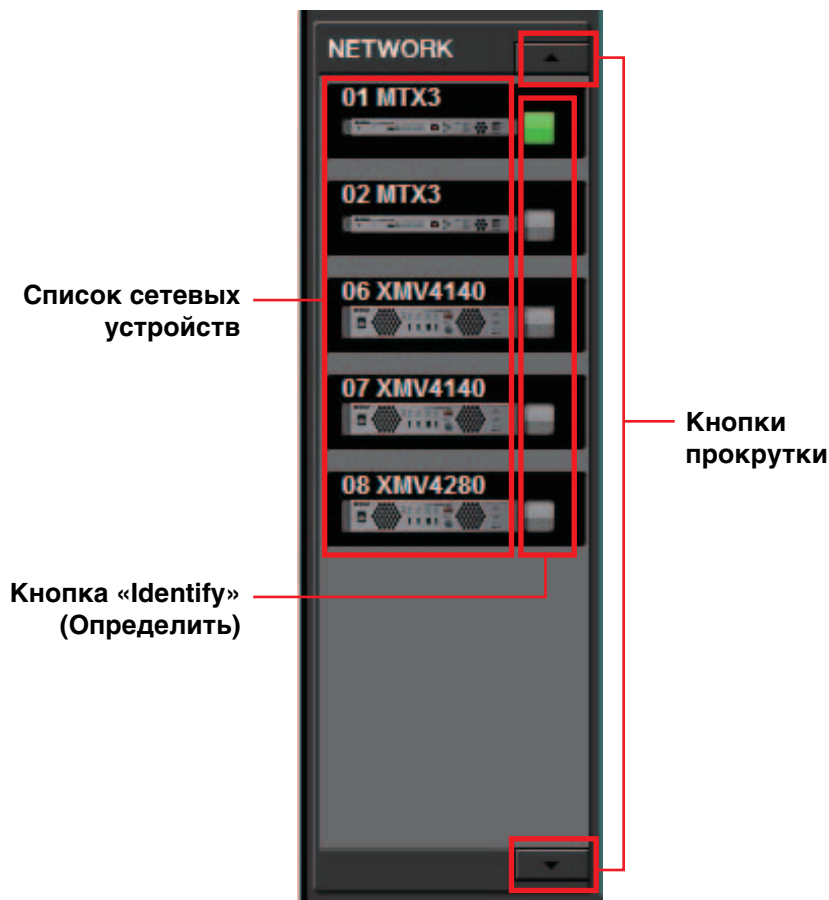 NETWORK
01 MTX3
02 MTX3
06 XMV4140
07 XMV4140
08 XMV4280
Список сетевых
устройств
Кнопка «Identify»
(Определить)
Кнопки
прокрутки